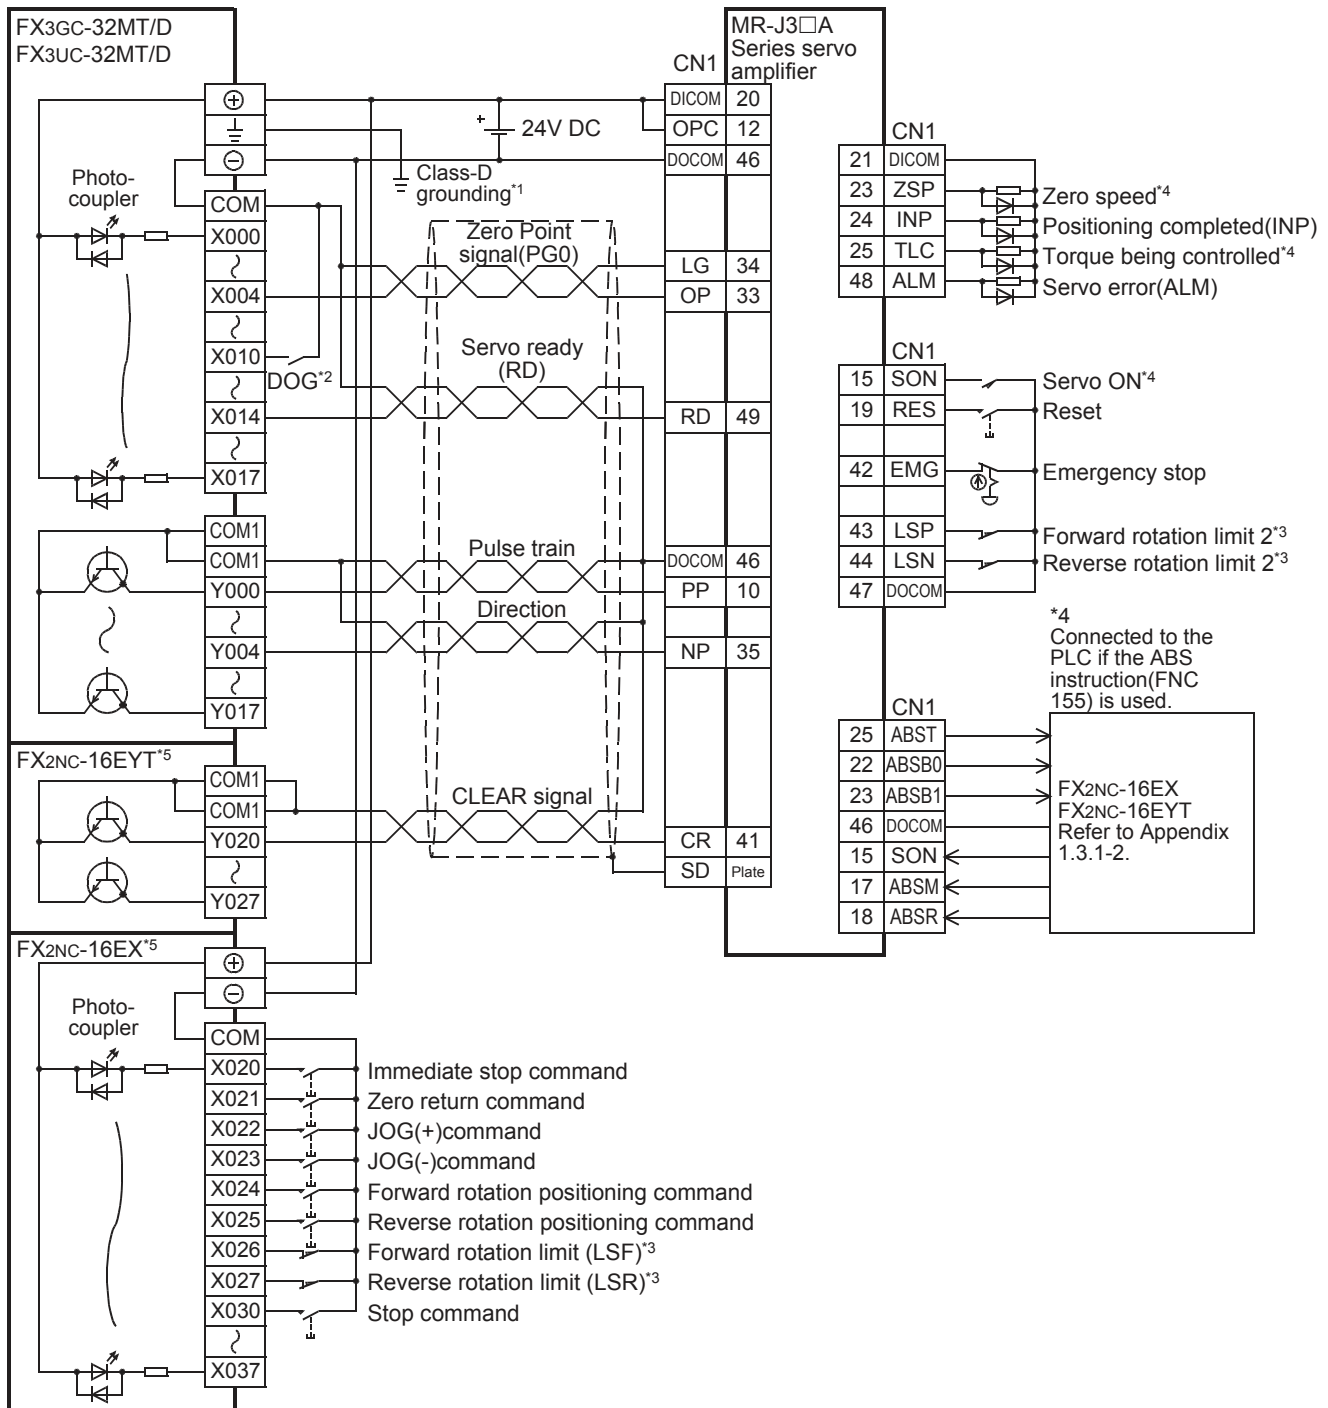 FX3GC-32MT/D
FX3UC-32MT/D
Photo-
coupler
COM
X000
X004
X010
X014
X017
COM1
COM1
Y000
Y004
Y017
FX2NC-16EYT*5
COM1
COM1
Y020
Y027
FX2NC-16EX*5
Photo-
coupler
COM
X020
X021
X022
X023
X024
X025
X026
X027
X030
X037
+
24V DC
Class-D
grounding*1
Zero Point
signal(PG0)
DOG*2
Servo ready
(RD)
Pulse train
Direction
CLEAR signal
Immediate stop command
Zero return command
JOG(+)command
JOG(-)command
Forward rotation positioning command
Reverse rotation positioning command
Forward rotation limit (LSF)*3
Reverse rotation limit (LSR)*3
Stop command
MR-J3□A
Series servo
amplifier
CN1
DICOM 20
OPC 12
DOCOM 46
LG 34
OP 33
RD 49
DOCOM 46
PP 10
NP 35
CR 41
SD Plate
CN1
21 DICOM
23 ZSP Zero speed*4
24 INP Positioning completed(INP)
25 TLC Torque being controlled*4
48 ALM Servo error(ALM)
CN1
15 SON Servo ON*4
19 RES Reset
42 EMG Emergency stop
43 LSP Forward rotation limit 2*3
44 LSN Reverse rotation limit 2*3
47 DOCOM
*4
Connected to the
PLC if the ABS
instruction(FNC
155) is used.
CN1
25 ABST
22 ABSB0
23 ABSB1
46 DOCOM
15 SON
17 ABSM
18 ABSR
FX2NC-16EX
FX2NC-16EYT
Refer to Appendix
1.3.1-2.